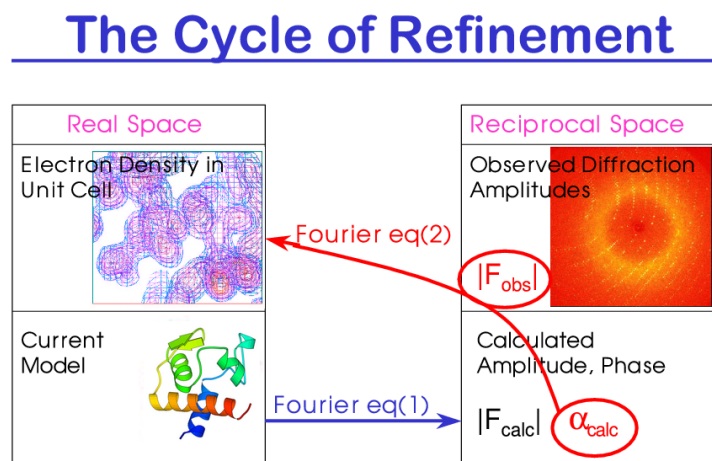 The Cycle of Refinement
Real Space
Reciprocal Space
Electron Density in
Unit Cell
Observed Diffraction
Amplitudes
Fourier eq(2)
|Fobs|
Current
Model
Calculated
Amplitude, Phase
Fourier eq(1)
|Fcalc| αcalc